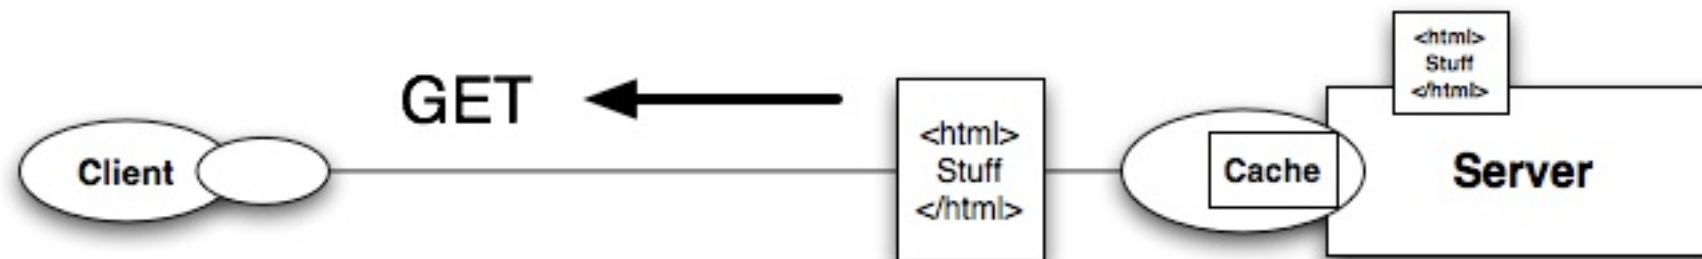 <html>
Stuff
</html>
GET
<html>
Stuff
</html>
Client
Cache
Server